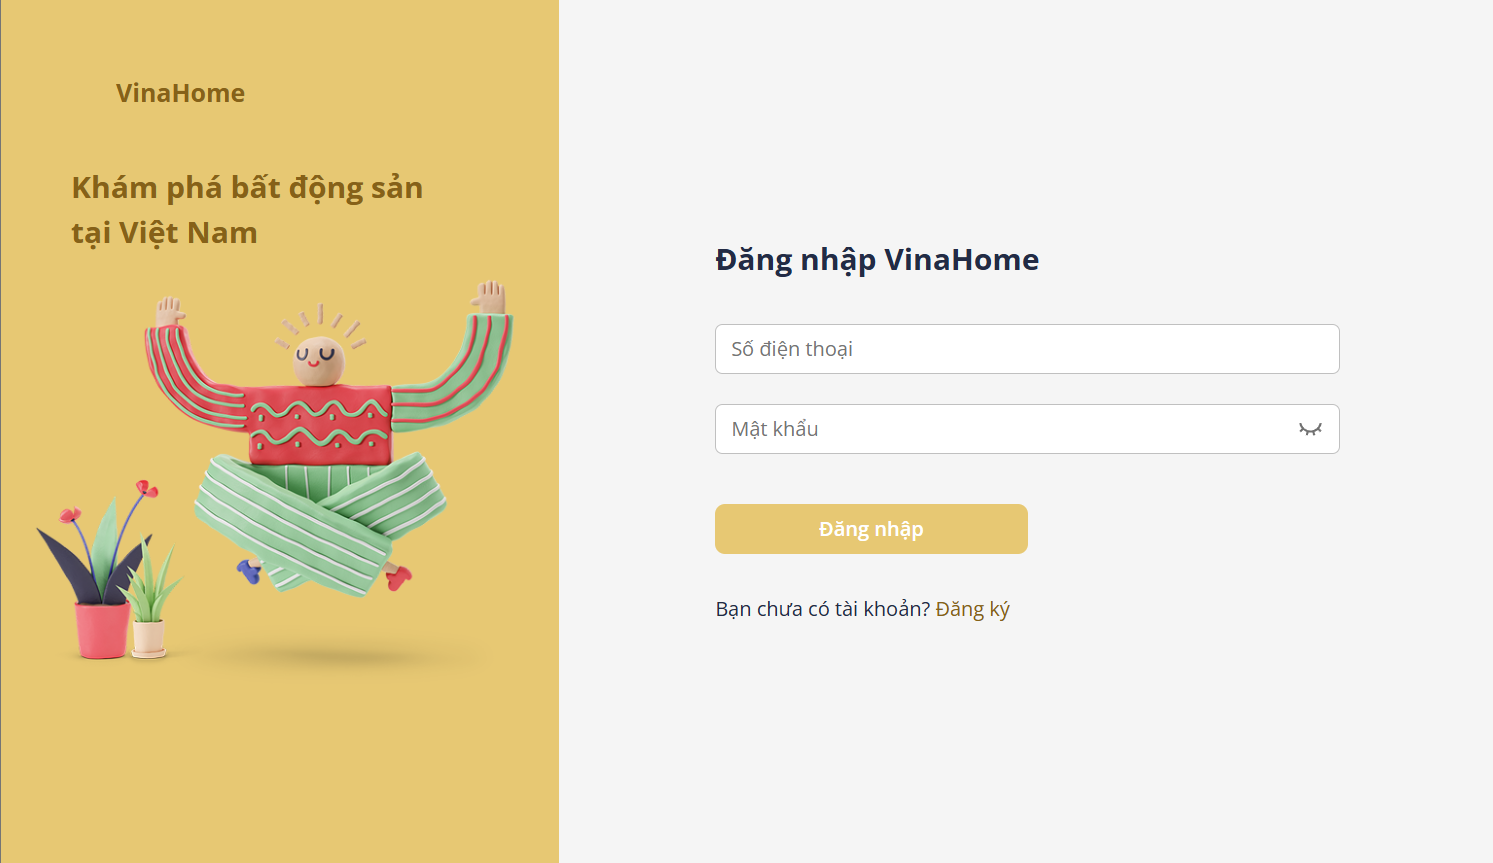 VinaHome
Khám phá bất động sản
tại Việt Nam
Đăng nhập VinaHome
Số điện thoại
Mật khẩu
Đăng nhập
Bạn chưa có tài khoản? Đăng ký